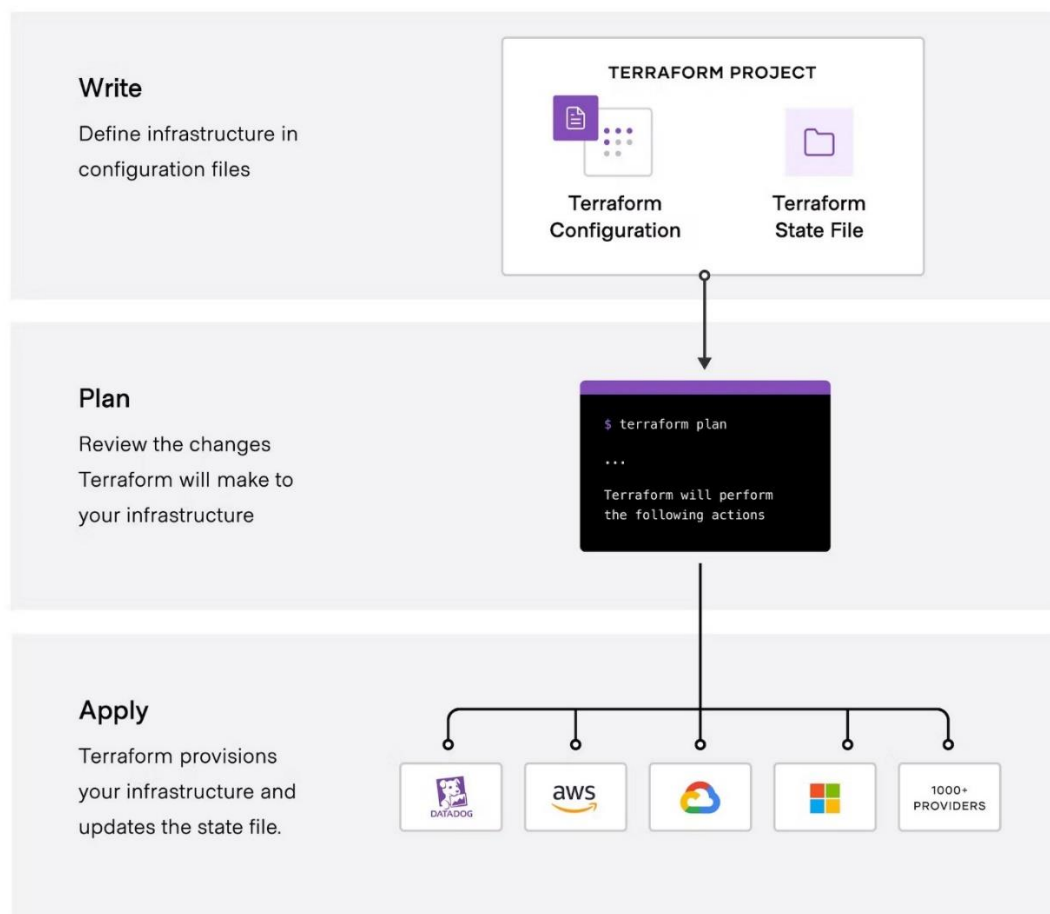 Write
Define infrastructure in
configuration files
TERRAFORM PROJECT
Terraform
Configuration
Terraform
State File
Plan
Review the changes
Terraform will make to
your infrastructure
$ terraform plan
...
Terraform will perform
the following actions
Apply
Terraform provisions
your infrastructure and
updates the state file.
DATADOG
aws
1000+
PROVIDERS